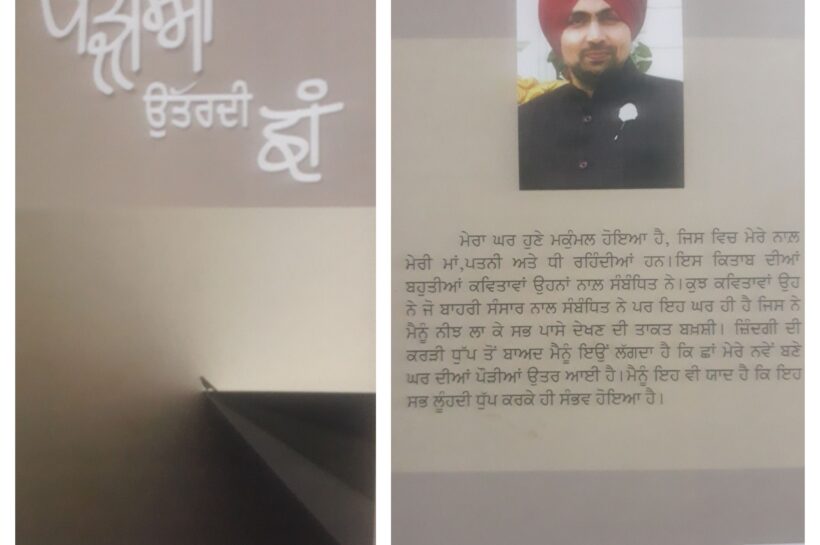 ਪੌੜੀਆਂ
ਉੱਤਰਦੀ
ਛਾਂ
ਮੇਰਾ ਘਰ ਹੁਣੇ ਮਕੁੰਮਲ ਹੋਇਆ ਹੈ, ਜਿਸ ਵਿਚ ਮੇਰੇ ਨਾਲ਼
ਮੇਰੀ ਮਾਂ,ਪਤਨੀ ਅਤੇ ਧੀ ਰਹਿੰਦੀਆਂ ਹਨ।ਇਸ ਕਿਤਾਬ ਦੀਆਂ
ਬਹੁਤੀਆਂ ਕਵਿਤਾਵਾਂ ਉਹਨਾਂ ਨਾਲ਼ ਸੰਬੰਧਿਤ ਨੇ।ਕੁਝ ਕਵਿਤਾਵਾਂ ਉਹ
ਨੇ ਜੋ ਬਾਹਰੀ ਸੰਸਾਰ ਨਾਲ ਸੰਬੰਧਿਤ ਨੇ ਪਰ ਇਹ ਘਰ ਹੀ ਹੈ ਜਿਸ ਨੇ
ਮੈਨੂੰ ਨੀਝ ਲਾ ਕੇ ਸਭ ਪਾਸੇ ਦੇਖਣ ਦੀ ਤਾਕਤ ਬਖ਼ਸ਼ੀ। ਜ਼ਿੰਦਗੀ ਦੀ
ਕਰੜੀ ਧੁੱਪ ਤੋਂ ਬਾਅਦ ਮੈਨੂੰ ਇਉਂ ਲੱਗਦਾ ਹੈ ਕਿ ਛਾਂ ਮੇਰੇ ਨਵੇਂ ਬਣੇ
ਘਰ ਦੀਆਂ ਪੌੜੀਆਂ ਉਤਰ ਆਈ ਹੈ।ਮੈਨੂੰ ਇਹ ਵੀ ਯਾਦ ਹੈ ਕਿ ਇਹ
ਸਭ ਲੂੰਹਦੀ ਧੁੱਪ ਕਰਕੇ ਹੀ ਸੰਭਵ ਹੋਇਆ ਹੈ।